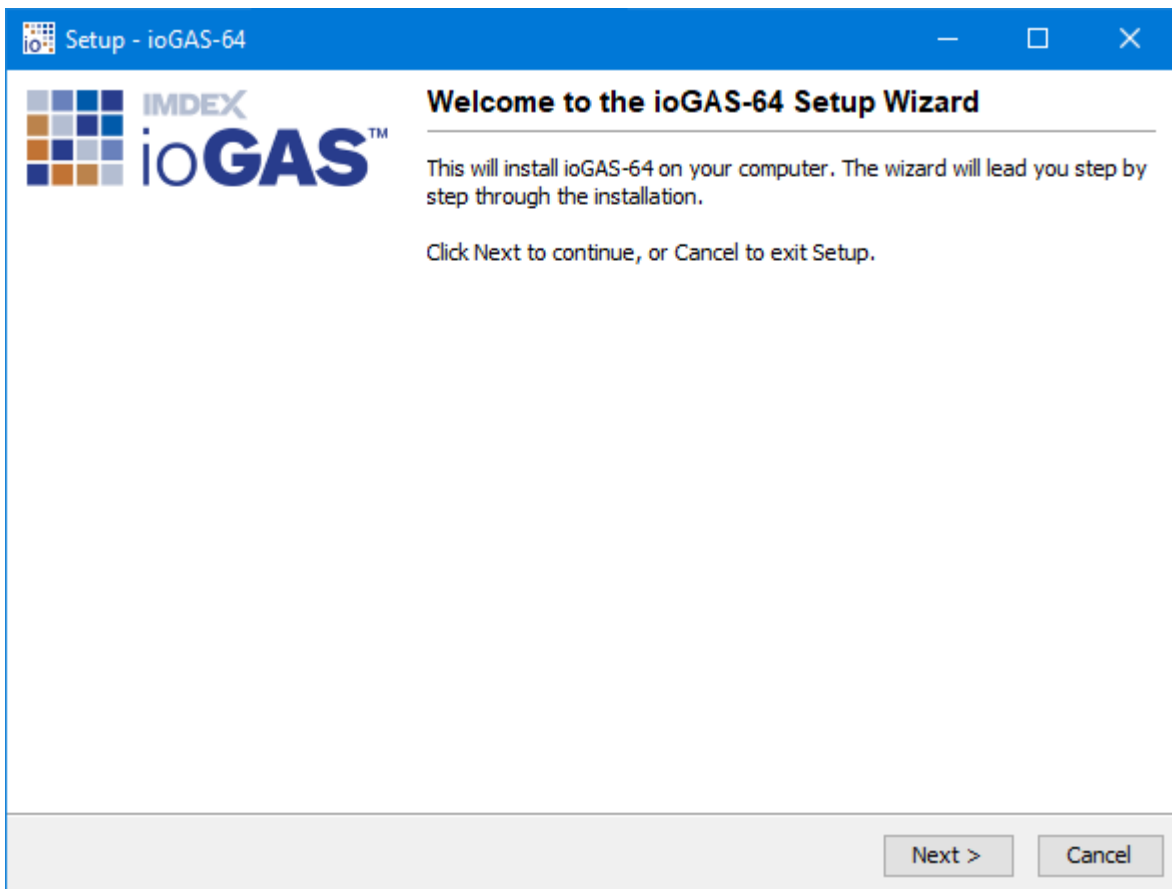 io
Setup - ioGAS-64
IMDEX
ioGAS™
Welcome to the ioGAS-64 Setup Wizard
This will install ioGAS-64 on your computer. The wizard will lead you step by
step through the installation.
Click Next to continue, or Cancel to exit Setup.
Next >
Cancel